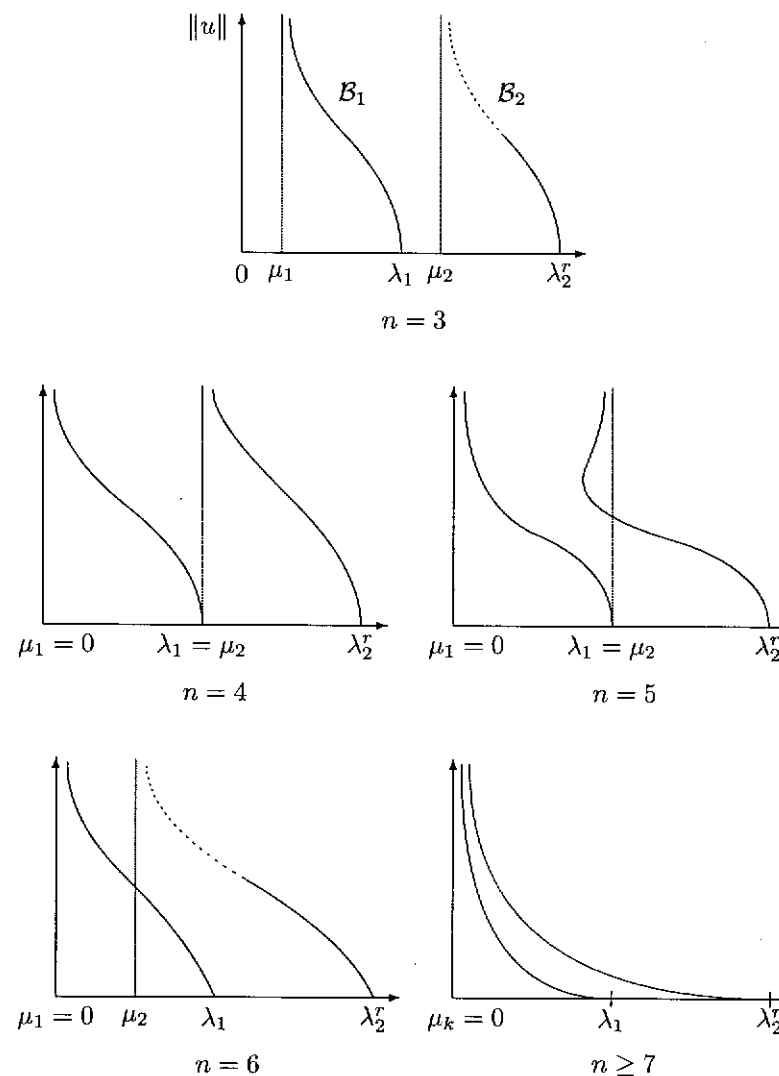 ‖u‖
B₁ B₂
0 μ₁ λ₁ μ₂ λ₂ʳ
n = 3
μ₁ = 0 λ₁ = μ₂ λ₂ʳ
n = 4
μ₁ = 0 λ₁ = μ₂ λ₂ʳ
n = 5
μ₁ = 0 μ₂ λ₁ λ₂ʳ
n = 6
μₖ = 0 λ₁ λ₂ʳ
n ≥ 7